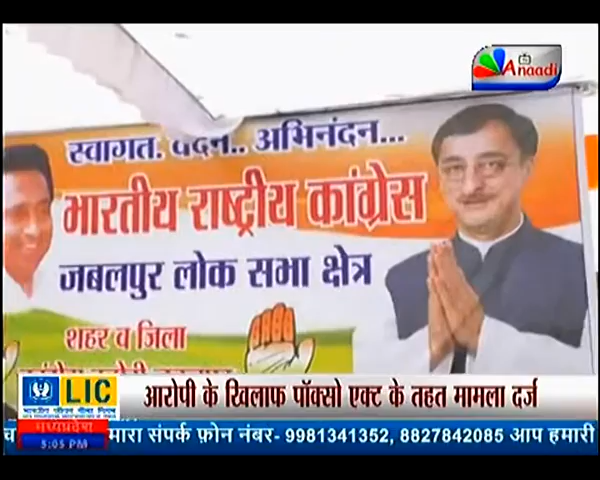 Anaadi
स्वागत. वंदन.. अभिनंदन...
भारतीय राष्ट्रीय कांग्रेस
जबलपुर लोक सभा क्षेत्र
शहर व जिला
LIC
भारतीय जीवन बीमा निगम
आरोपी के खिलाफ पॉक्सो एक्ट के तहत मामला दर्ज
मध्यप्रदेश
5:05 PM
मारा संपर्क फ़ोन नंबर- 9981341352, 8827842085 आप हमारी